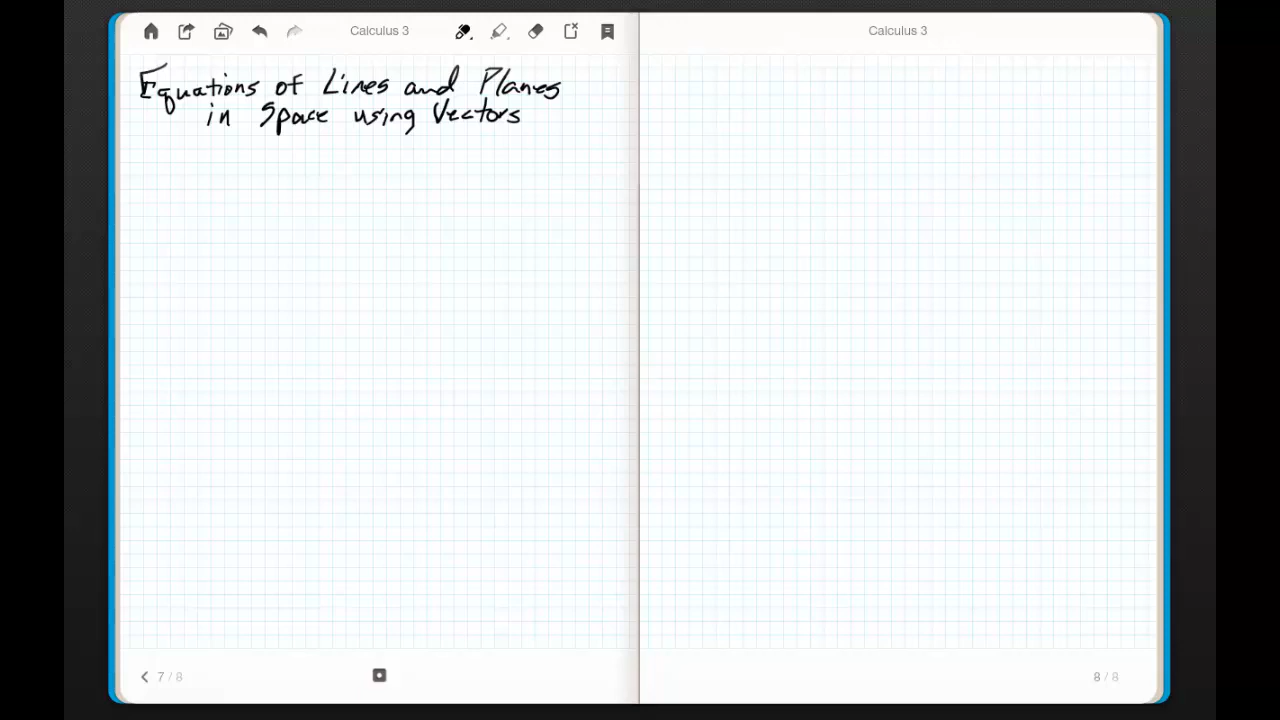 Calculus 3
Calculus 3
Equations of Lines and Planes
in Space using Vectors
7 / 8
8 / 8